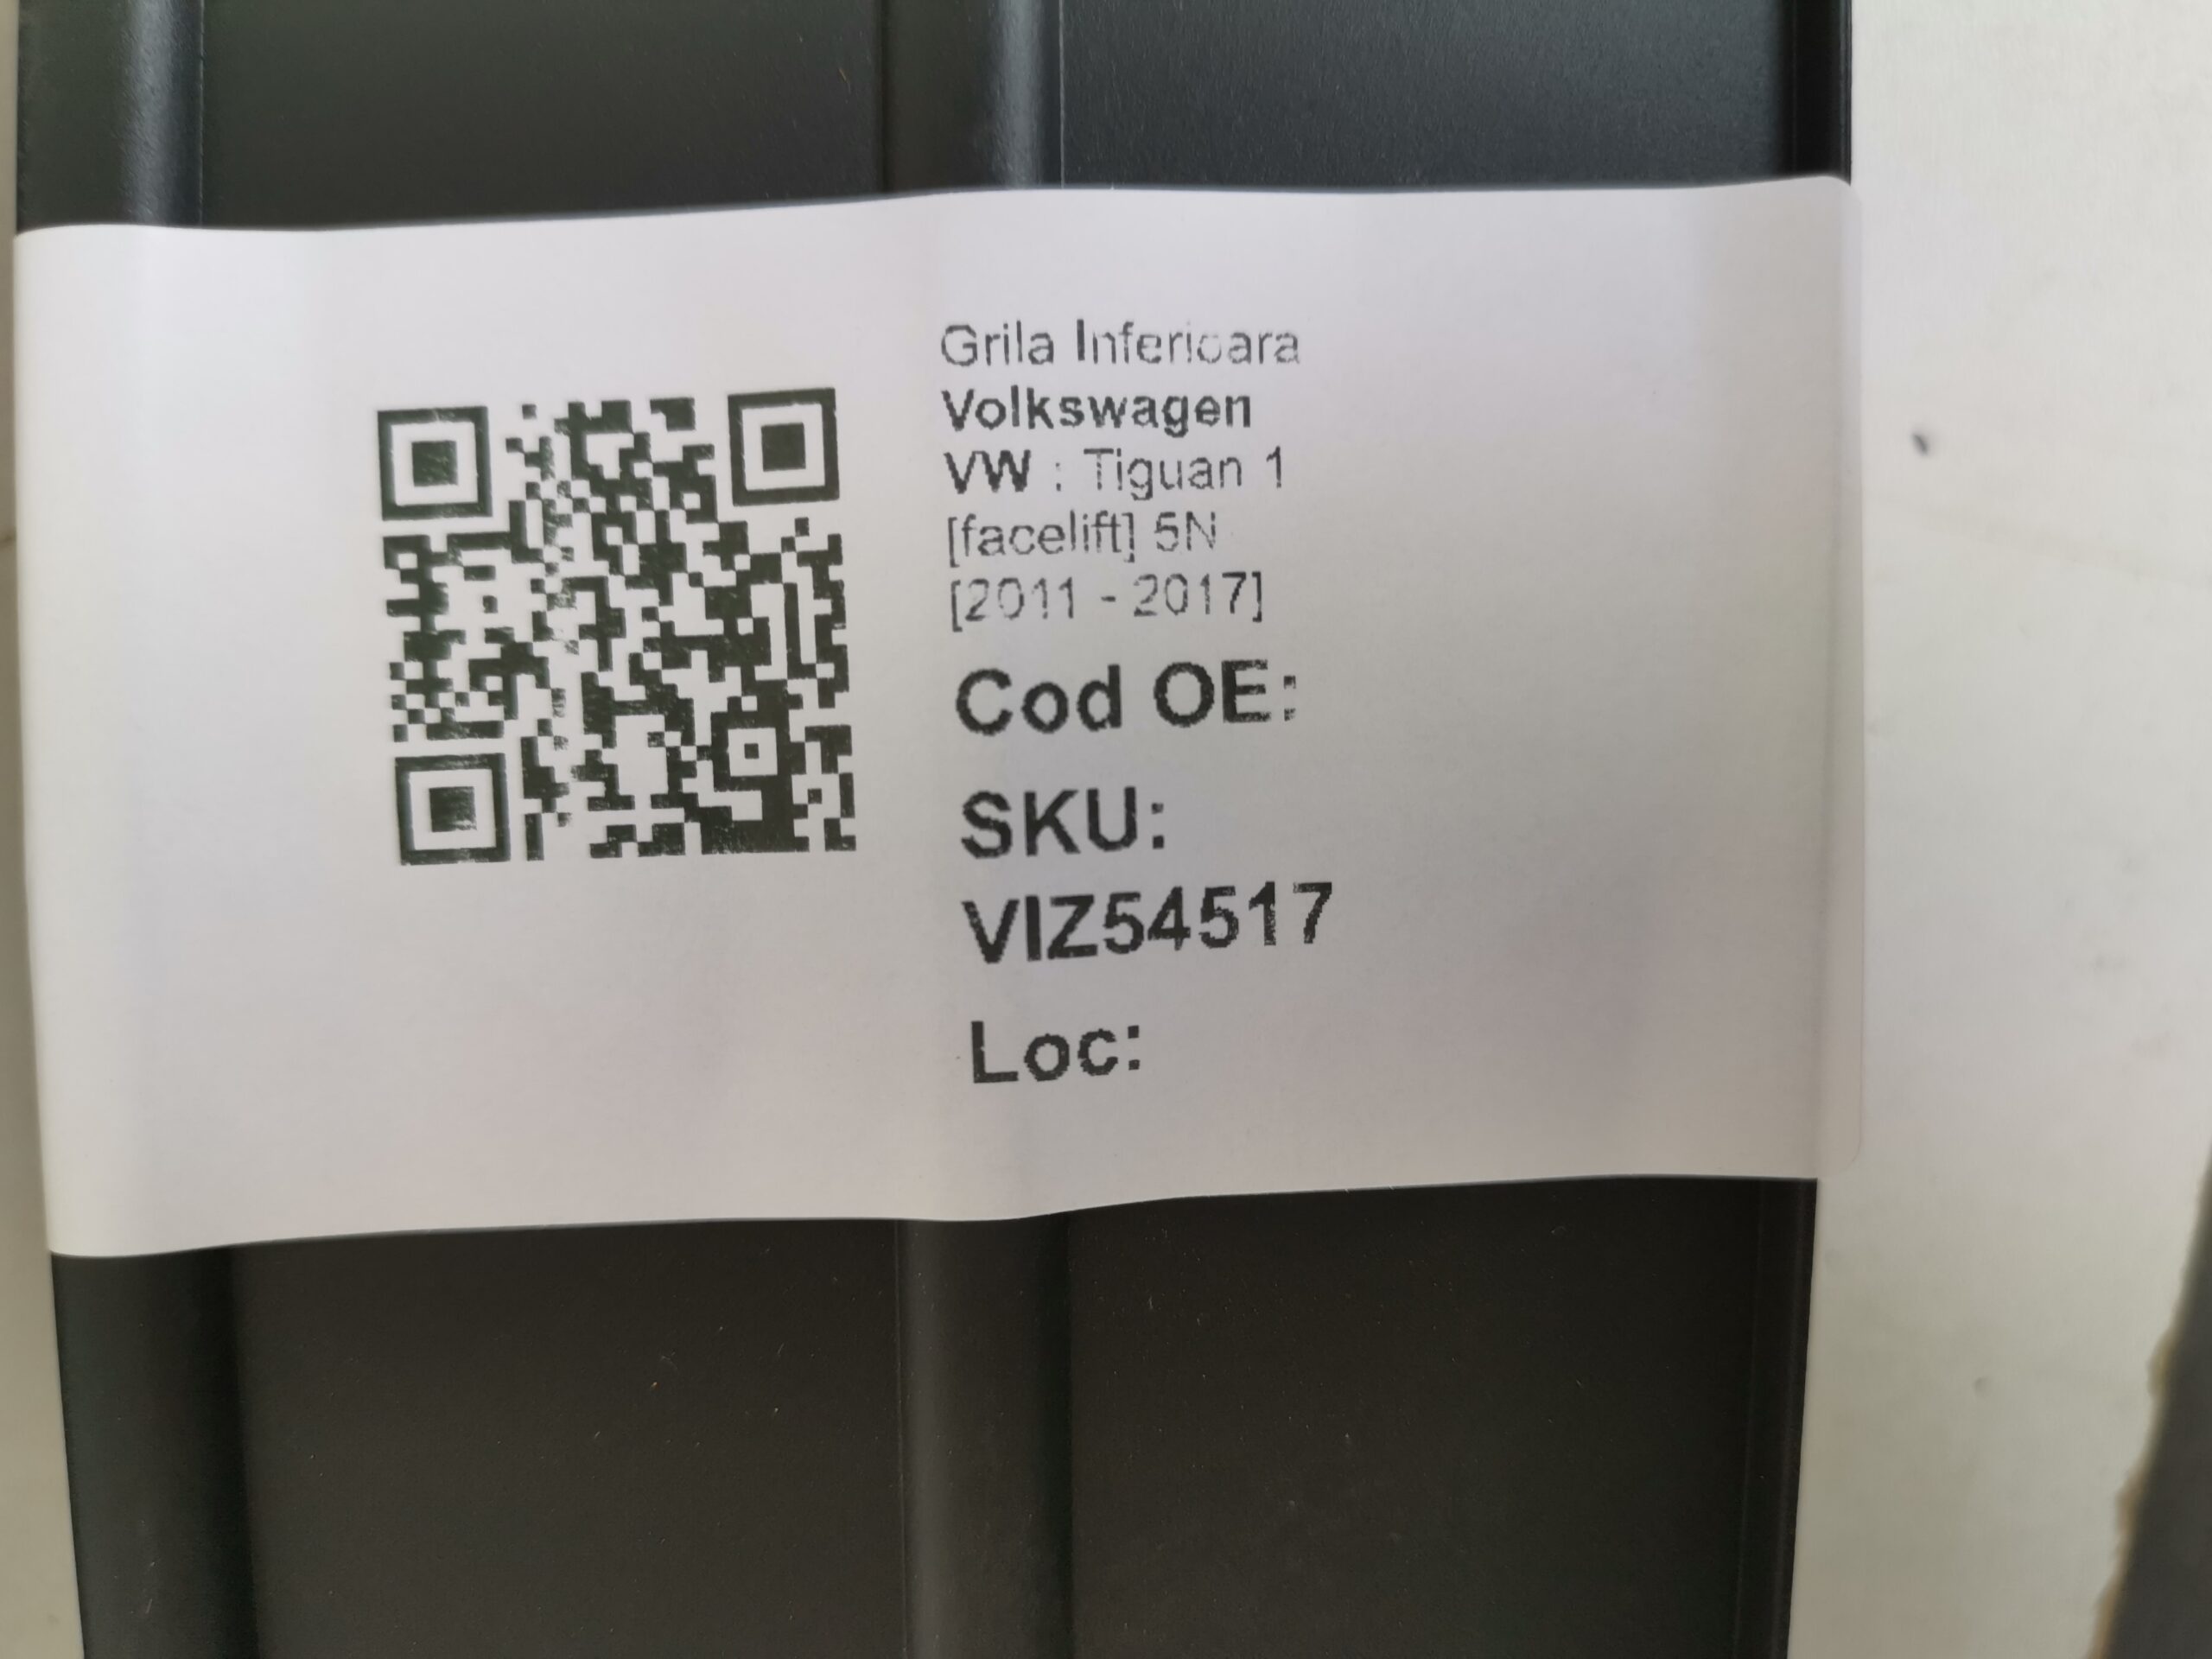 Grila Inferioara
Volkswagen
VW : Tiguan 1
[facelift] 5N
[2011 - 2017]
Cod OE:
SKU:
VIZ54517
Loc: